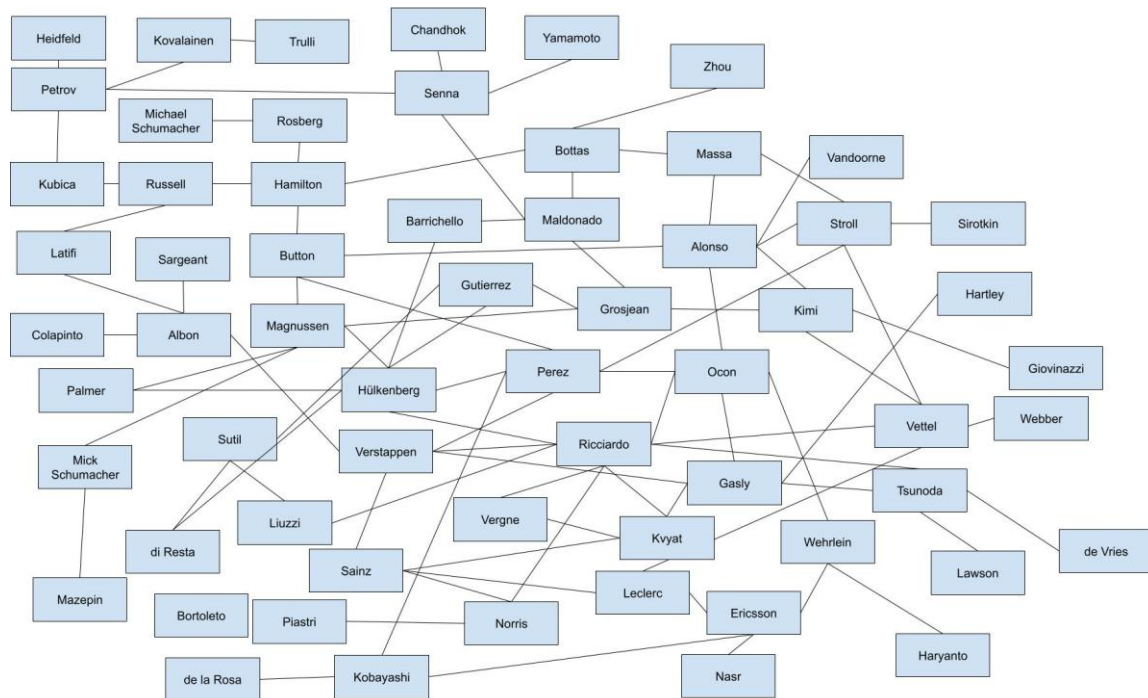 Heidfeld
Kovalainen
Trulli
Chandhok
Yamamoto
Zhou
Petrov
Senna
Michael
Schumacher
Rosberg
Bottas
Massa
Vandoorne
Kubica
Russell
Hamilton
Barrichello
Maldonado
Alonso
Stroll
Sirotkin
Latifi
Sargeant
Button
Gutierrez
Grosjean
Kimi
Hartley
Colapinto
Albon
Magnussen
Palmer
Hülkenberg
Perez
Ocon
Giovinazzi
Sutil
Verstappen
Ricciardo
Vettel
Webber
Mick
Schumacher
Gasly
Tsunoda
Liuzzi
Vergne
Kvyat
Wehrlein
di Resta
de Vries
Sainz
Lawson
Mazepin
Leclerc
Bortoleto
Piastri
Norris
Ericsson
Haryanto
de la Rosa
Kobayashi
Nasr